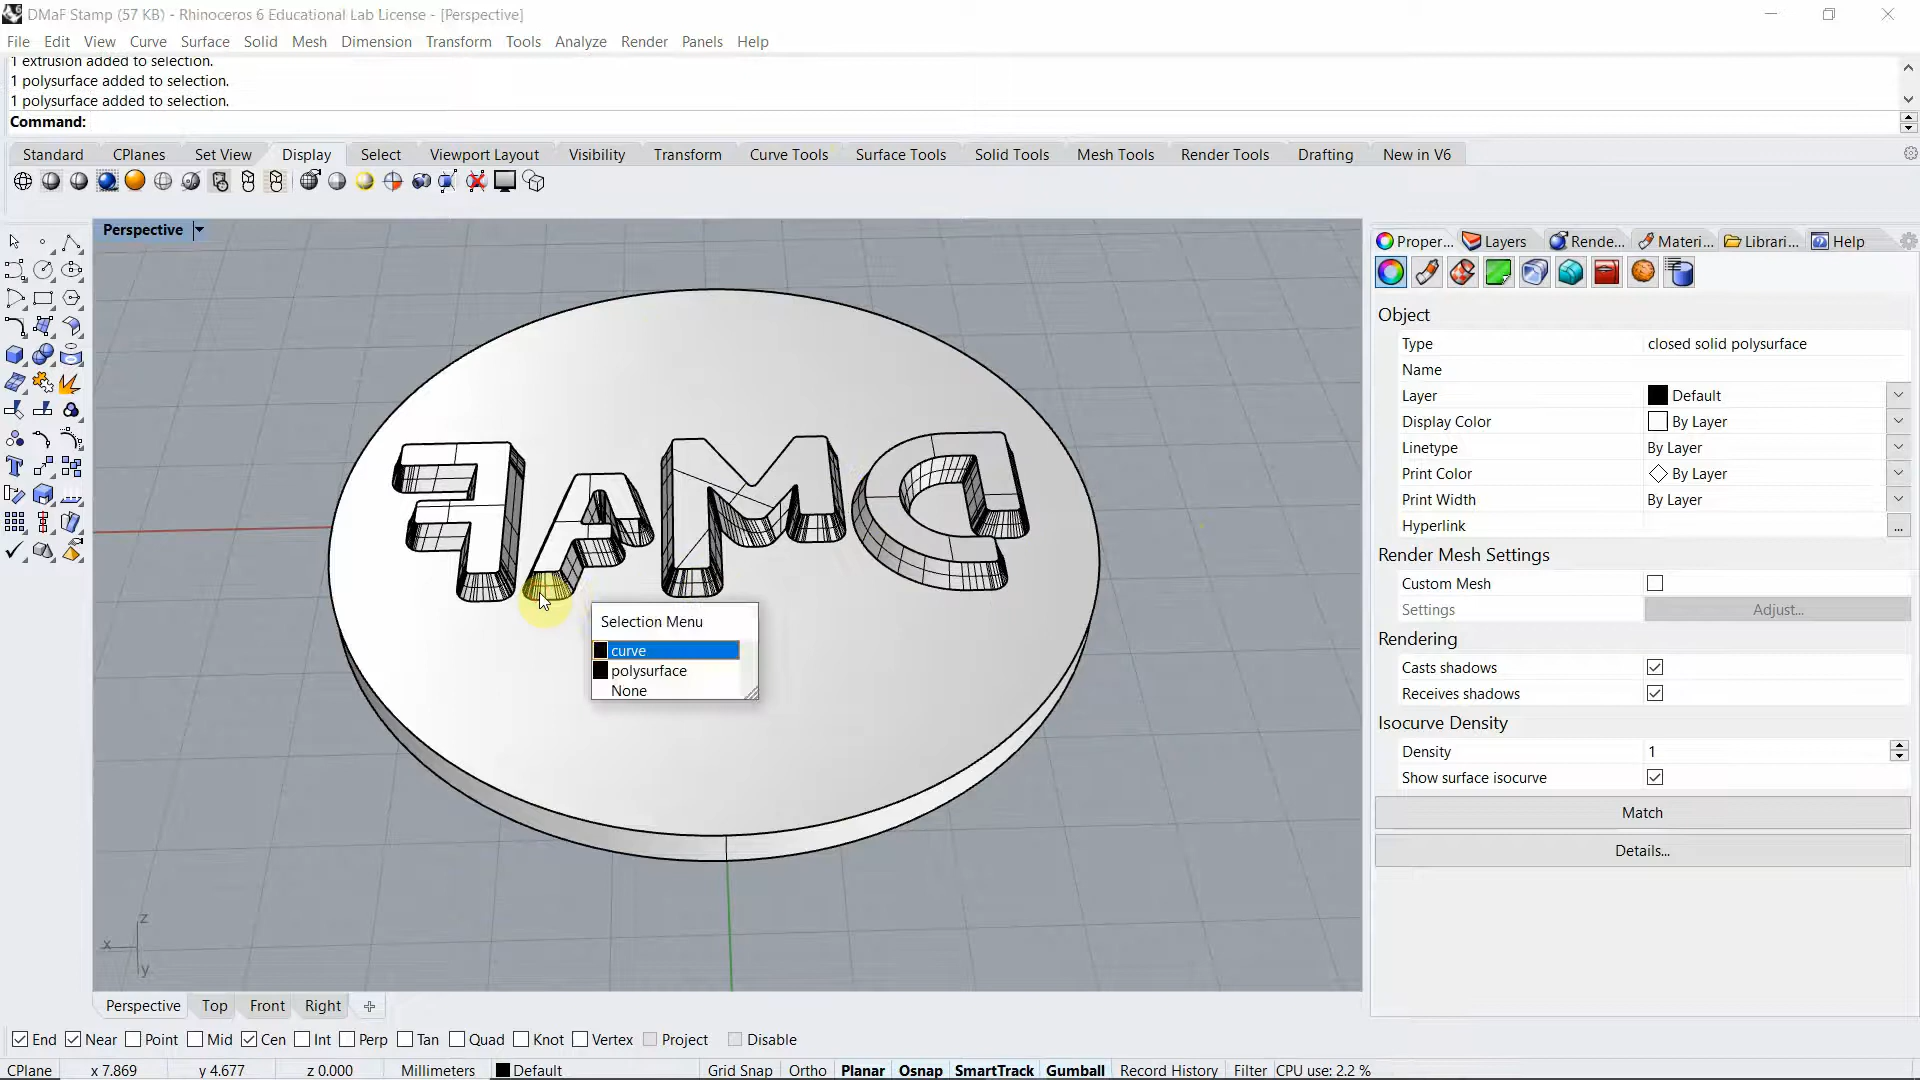 DMaF Stamp (57 KB) - Rhinoceros 6 Educational Lab License - [Perspective]
File Edit View Curve Surface Solid Mesh Dimension Transform Tools Analyze Render Panels Help
1 extrusion added to selection.
1 polysurface added to selection.
1 polysurface added to selection.
Command:
Standard CPlanes Set View Display Select Viewport Layout Visibility Transform Curve Tools Surface Tools Solid Tools Mesh Tools Render Tools Drafting New in V6
Perspective
Proper... Layers Rende... Materi... Librari... Help
Object
Type closed solid polysurface
Name
Layer Default
Display Color By Layer
Linetype By Layer
Print Color By Layer
Print Width By Layer
Hyperlink ...
Render Mesh Settings
Custom Mesh
Settings Adjust...
Rendering
Casts shadows
Receives shadows
Isocurve Density
Density 1
Show surface isocurve
Match
Details...
DMAF
Selection Menu
curve
polysurface
None
z
x
y
Perspective Top Front Right
End Near Point Mid Cen Int Perp Tan Quad Knot Vertex Project Disable
CPlane x 7.869 y 4.677 z 0.000 Millimeters Default Grid Snap Ortho Planar Osnap SmartTrack Gumball Record History Filter CPU use: 2.2 %